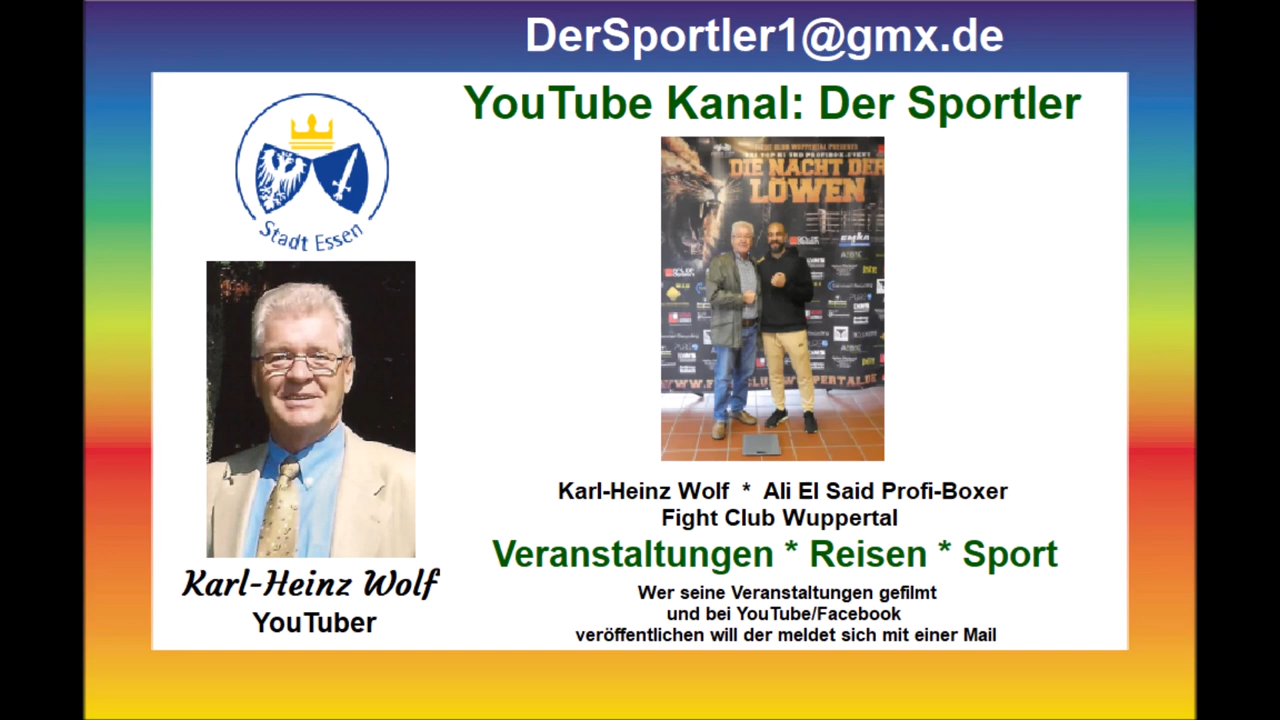 DerSportler1@gmx.de
YouTube Kanal: Der Sportler
Stadt Essen
DIE NACHT DER
LÖWEN
Karl-Heinz Wolf
YouTuber
Karl-Heinz Wolf * Ali El Said Profi-Boxer
Fight Club Wuppertal
Veranstaltungen * Reisen * Sport
Wer seine Veranstaltungen gefilmt
und bei YouTube/Facebook
veröffentlichen will der meldet sich mit einer Mail